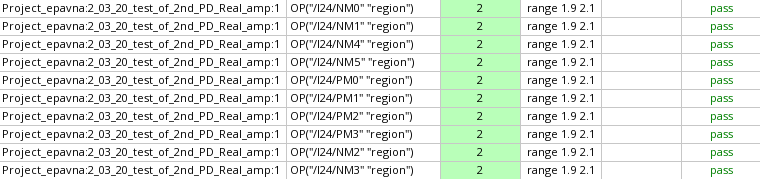 Project_epavna:2_03_20_test_of_2nd_PD_Real_amp:1 OP("/I24/NM0" "region") 2 range 1.9 2.1 pass
Project_epavna:2_03_20_test_of_2nd_PD_Real_amp:1 OP("/I24/NM1" "region") 2 range 1.9 2.1 pass
Project_epavna:2_03_20_test_of_2nd_PD_Real_amp:1 OP("/I24/NM4" "region") 2 range 1.9 2.1 pass
Project_epavna:2_03_20_test_of_2nd_PD_Real_amp:1 OP("/I24/NM5" "region") 2 range 1.9 2.1 pass
Project_epavna:2_03_20_test_of_2nd_PD_Real_amp:1 OP("/I24/PM0" "region") 2 range 1.9 2.1 pass
Project_epavna:2_03_20_test_of_2nd_PD_Real_amp:1 OP("/I24/PM1" "region") 2 range 1.9 2.1 pass
Project_epavna:2_03_20_test_of_2nd_PD_Real_amp:1 OP("/I24/PM2" "region") 2 range 1.9 2.1 pass
Project_epavna:2_03_20_test_of_2nd_PD_Real_amp:1 OP("/I24/PM3" "region") 2 range 1.9 2.1 pass
Project_epavna:2_03_20_test_of_2nd_PD_Real_amp:1 OP("/I24/NM2" "region") 2 range 1.9 2.1 pass
Project_epavna:2_03_20_test_of_2nd_PD_Real_amp:1 OP("/I24/NM3" "region") 2 range 1.9 2.1 pass